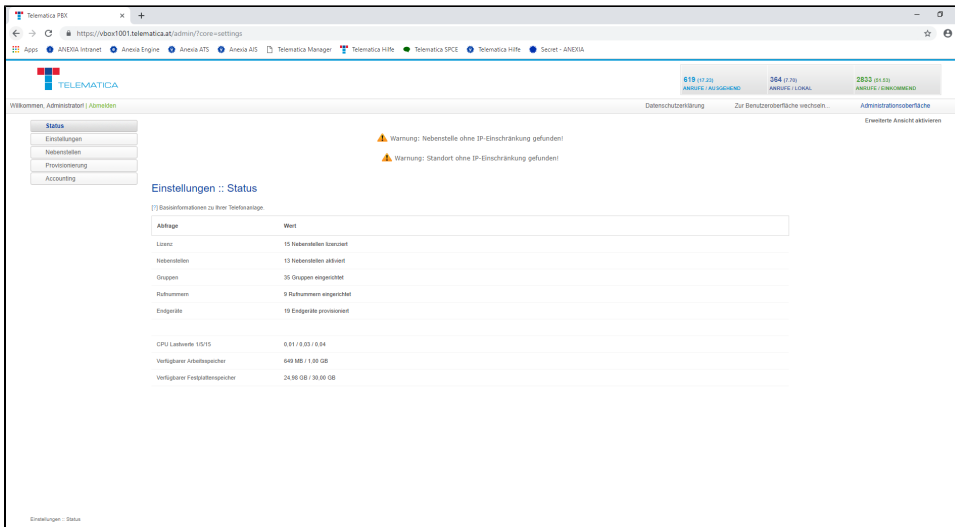 Telematica PBX
https://vbox1001.telematica.at/admin/?core=settings
Apps ANEXIA Intranet Anexia Engine Anexia ATS Anexia AIS Telematica Manager Telematica Hilfe Telematica SPCE Telematica Hilfe Secret - ANEXIA
TELEMATICA
619 (17.23) 364 (7.76) 2833 (51.53)
ANRUFE / AUSGEHEND ANRUFE / LOKAL ANRUFE / EINKOMMEND
Willkommen, Administrator! | Abmelden Datenschutzerklärung Zur Benutzeroberfläche wechseln... Administrationsoberfläche
Erweiterte Ansicht aktivieren
Status
Einstellungen
Nebenstellen
Provisionierung
Accounting
Warnung: Nebenstelle ohne IP-Einschränkung gefunden!
Warnung: Standort ohne IP-Einschränkung gefunden!
Einstellungen :: Status
[?] Basisinformationen zu Ihrer Telefonanlage.
Abfrage Wert
Lizenz 15 Nebenstellen lizenziert
Nebenstellen 13 Nebenstellen aktiviert
Gruppen 35 Gruppen eingerichtet
Rufnummern 9 Rufnummern eingerichtet
Endgeräte 19 Endgeräte provisioniert
CPU Lastwerte 1/5/15 0,01 / 0,03 / 0,04
Verfügbarer Arbeitsspeicher 649 MB / 1,00 GB
Verfügbarer Festplattenspeicher 24,98 GB / 30,00 GB
Einstellungen :: Status